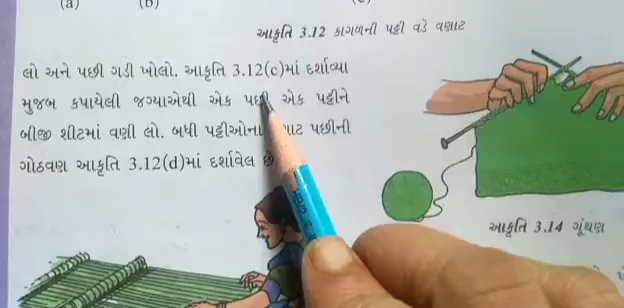 (a) (b)
આકૃતિ 3.12 કાગળની પટ્ટી વડે વણાટ
લો અને પછી ગડી ખોલો. આકૃતિ 3.12(c)માં દર્શાવ્યા
મુજબ કપાયેલી જગ્યાએથી એક પછી એક પટ્ટીને
બીજી શીટમાં વણી લો. બધી પટ્ટીઓના પછીની
ગોઠવણ આકૃતિ 3.12(d)માં દર્શાવેલ છે
આકૃતિ 3.14 ગૂંથણ